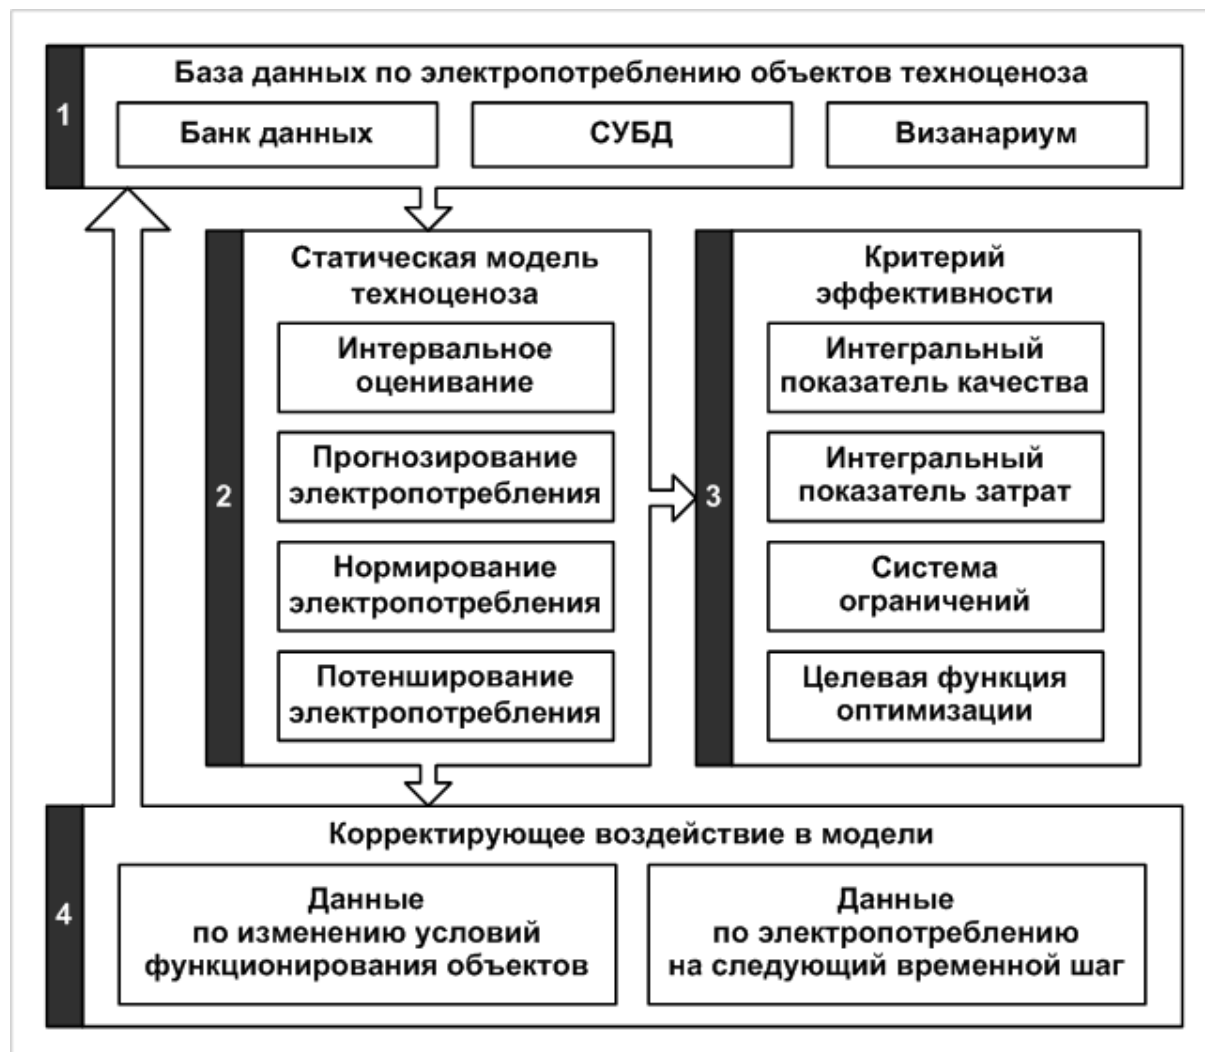 1
База данных по электропотреблению объектов техноценоза
Банк данных
СУБД
Визанариум
2
Статическая модель
техноценоза
Интервальное
оценивание
Прогнозирование
электропотребления
Нормирование
электропотребления
Потенширование
электропотребления
3
Критерий
эффективности
Интегральный
показатель качества
Интегральный
показатель затрат
Система
ограничений
Целевая функция
оптимизации
4
Корректирующее воздействие в модели
Данные
по изменению условий
функционирования объектов
Данные
по электропотреблению
на следующий временной шаг